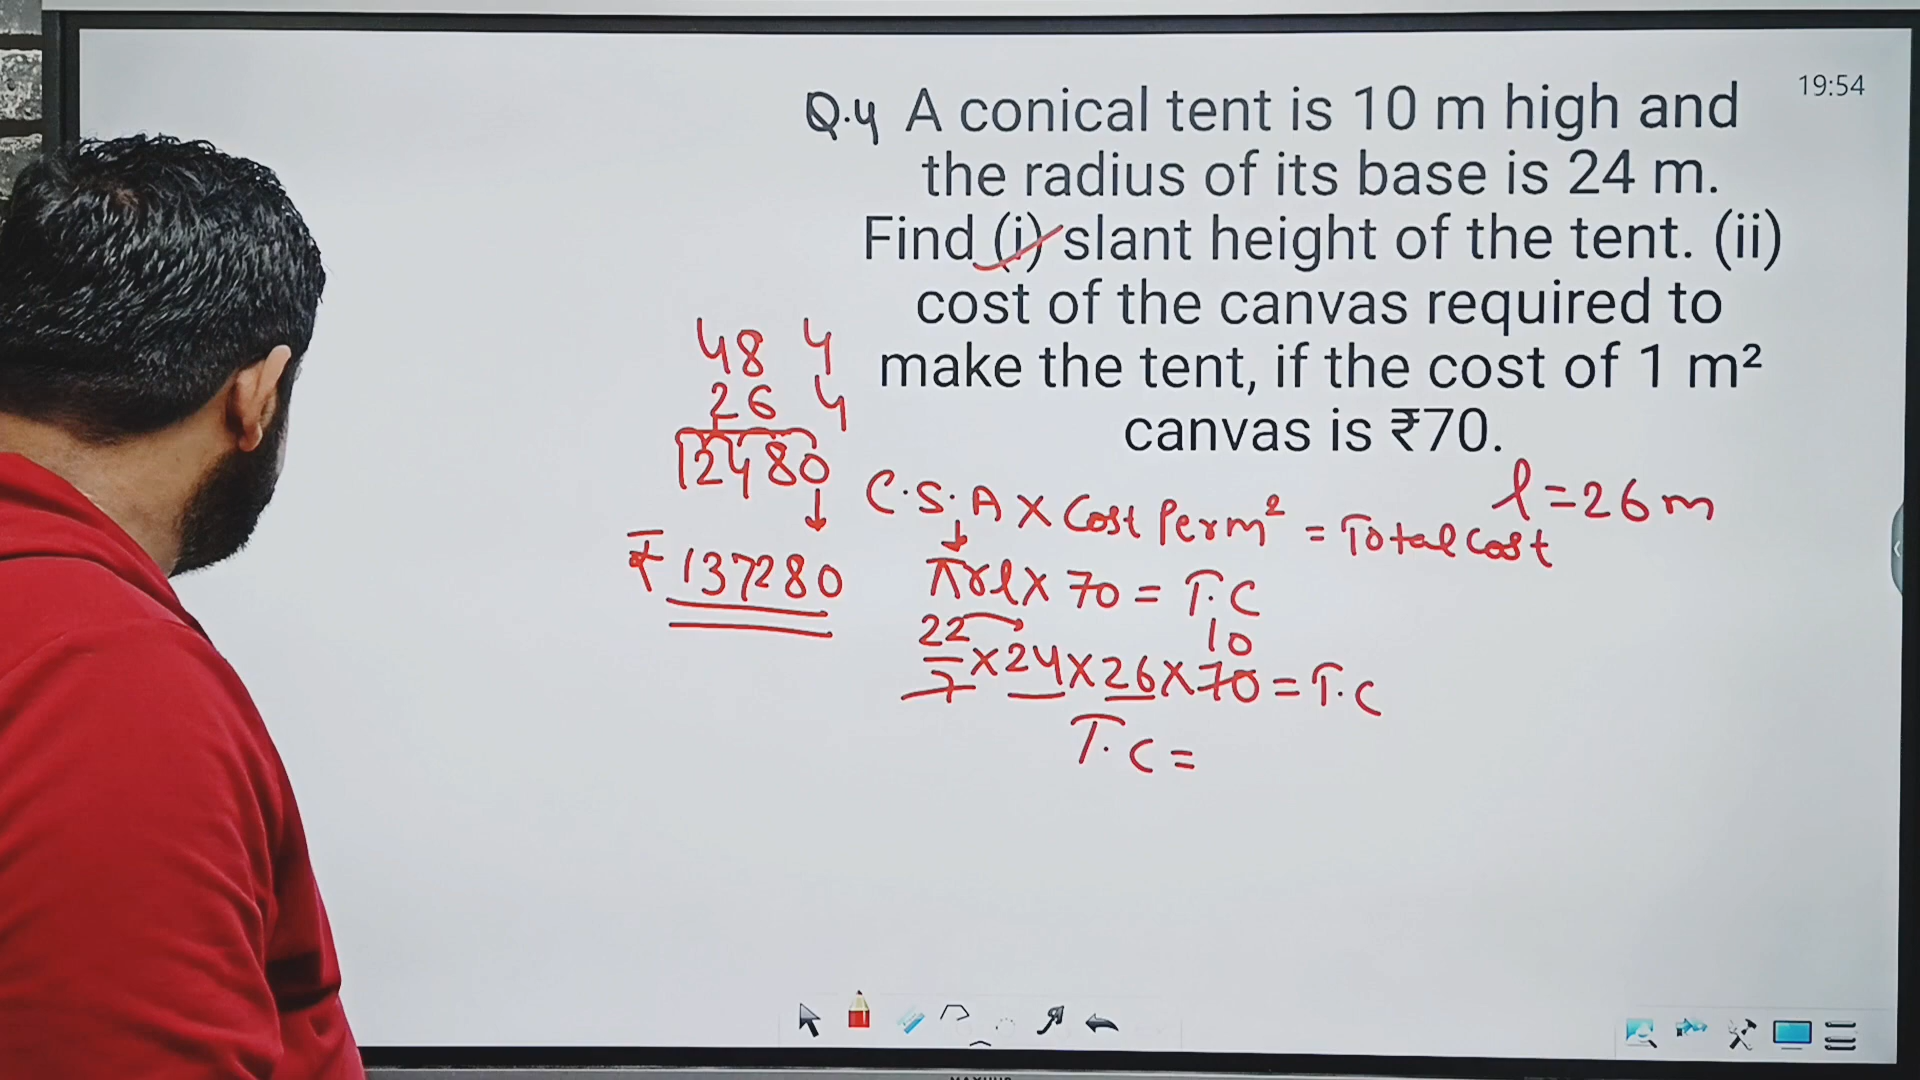 19:54
Q.4 A conical tent is 10 m high and
the radius of its base is 24 m.
Find (i) slant height of the tent. (ii)
cost of the canvas required to
make the tent, if the cost of 1 m²
canvas is ₹70.
l = 26 m
C.S.A × Cost Per m² = Total Cost
πrl × 70 = T.C
22/7 × 24 × 26 × 70 = T.C
10
T.C =
48 4
26 4
12480
₹ 137280